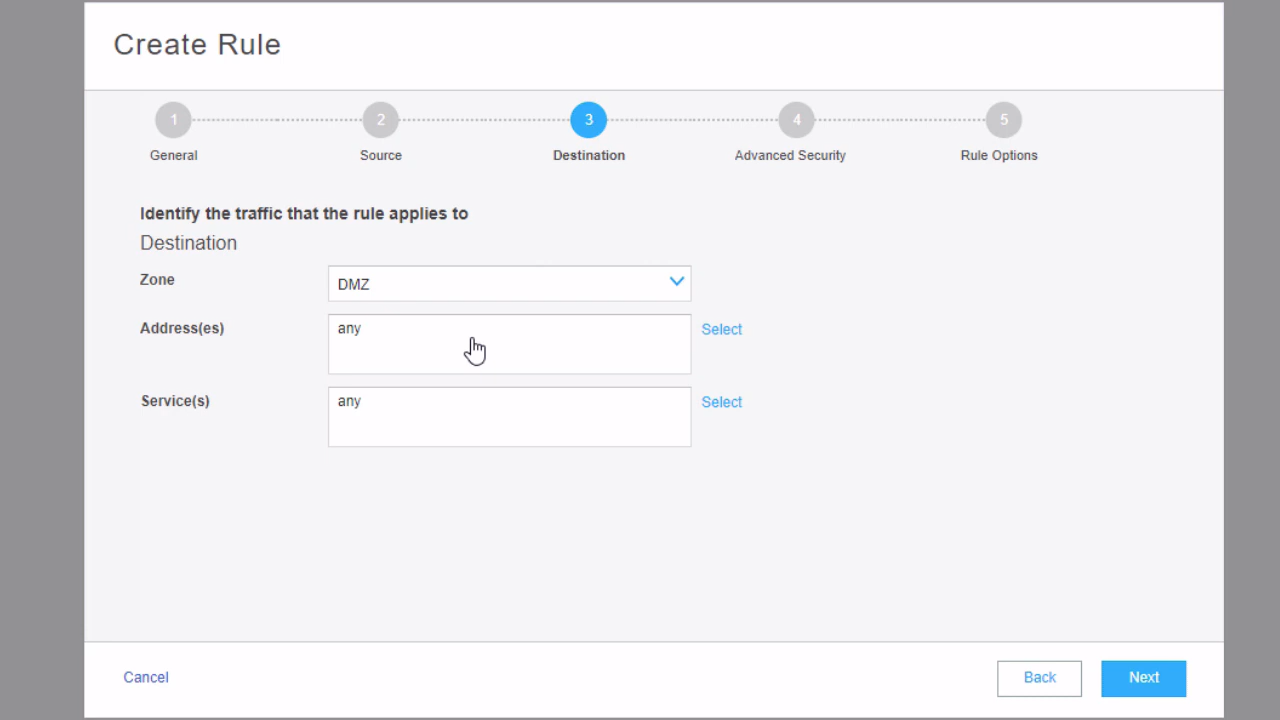 Create Rule
1 2 3 4 5
General Source Destination Advanced Security Rule Options
Identify the traffic that the rule applies to
Destination
Zone DMZ
Address(es) any Select
Service(s) any Select
Cancel Back Next